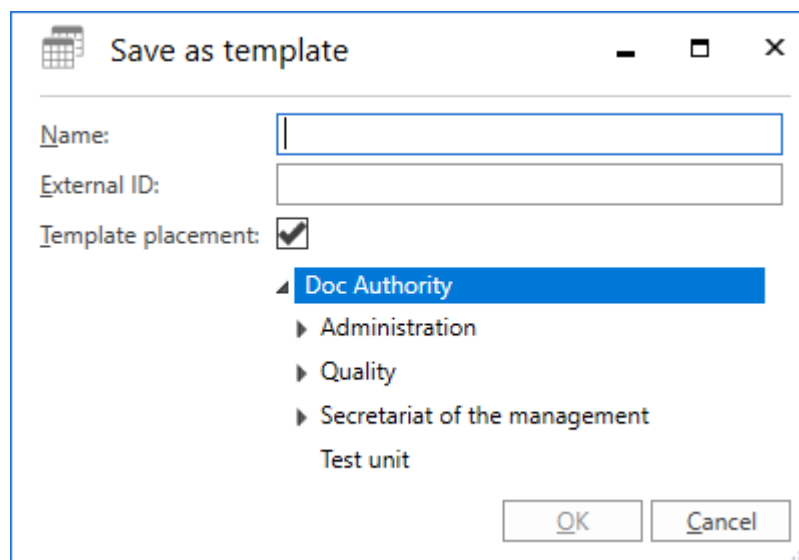 Save as template
Name:
External ID:
Template placement:
Doc Authority
Administration
Quality
Secretariat of the management
Test unit
OK Cancel